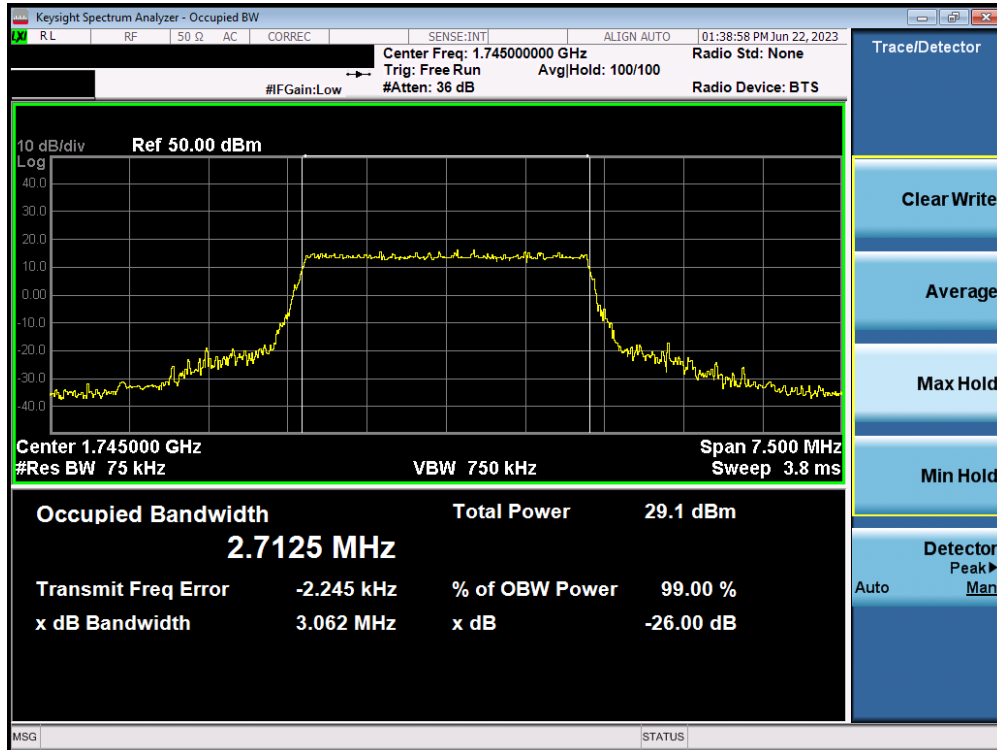 Keysight Spectrum Analyzer - Occupied BW
LXI RL RF 50 Ω AC CORREC SENSE:INT ALIGN AUTO 01:38:58 PM Jun 22, 2023
Center Freq: 1.745000000 GHz Radio Std: None
Trig: Free Run Avg|Hold: 100/100
#IFGain:Low #Atten: 36 dB Radio Device: BTS
10 dB/div Ref 50.00 dBm
Log
40.0
30.0
20.0
10.0
0.00
-10.0
-20.0
-30.0
-40.0
Center 1.745000 GHz Span 7.500 MHz
#Res BW 75 kHz VBW 750 kHz Sweep 3.8 ms
Occupied Bandwidth Total Power 29.1 dBm
2.7125 MHz
Transmit Freq Error -2.245 kHz % of OBW Power 99.00 %
x dB Bandwidth 3.062 MHz x dB -26.00 dB
MSG STATUS
Trace/Detector
Clear Write
Average
Max Hold
Min Hold
Detector
Peak▶
Auto Man